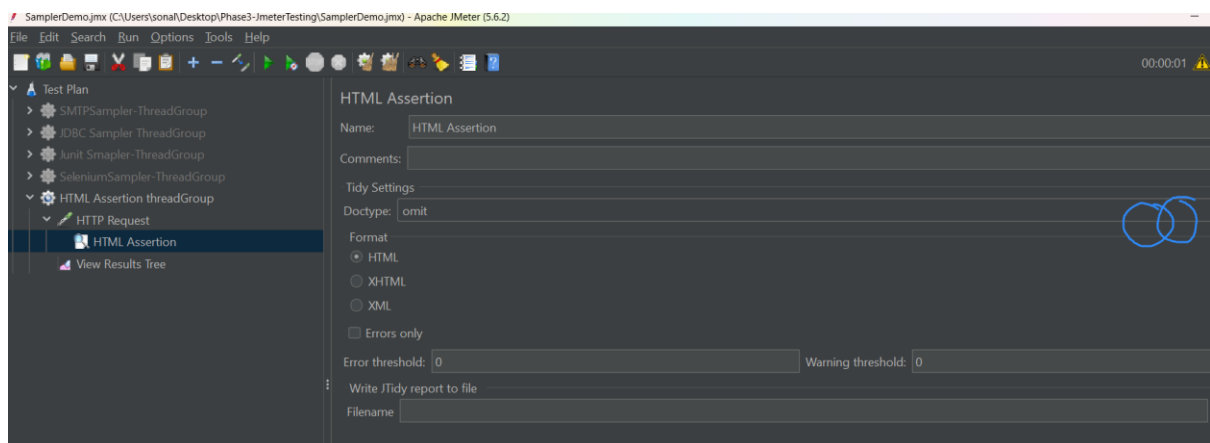 SamplerDemo.jmx (C:\Users\sonal\Desktop\Phase3-JmeterTesting\SamplerDemo.jmx) - Apache JMeter (5.6.2)
File Edit Search Run Options Tools Help
00:00:01
Test Plan
SMTPSampler-ThreadGroup
JDBC Sampler ThreadGroup
Junit Smapler-ThreadGroup
SeleniumSampler-ThreadGroup
HTML Assertion threadGroup
HTTP Request
HTML Assertion
View Results Tree
HTML Assertion
Name: HTML Assertion
Comments:
Tidy Settings
Doctype: omit
Format
HTML
XHTML
XML
Errors only
Error threshold: 0 Warning threshold: 0
Write JTidy report to file
Filename